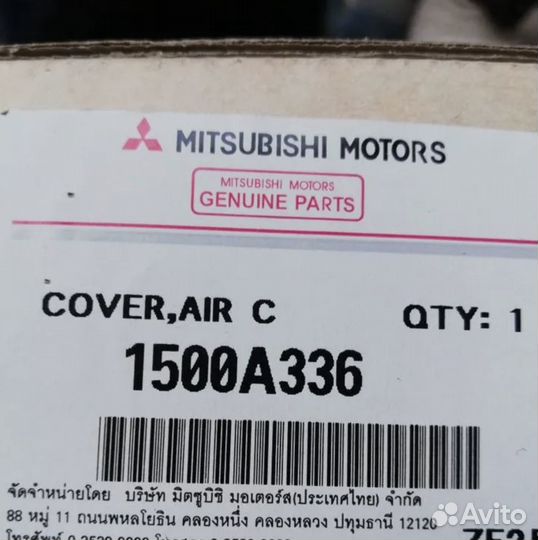 MITSUBISHI MOTORS
MITSUBISHI MOTORS
GENUINE PARTS
COVER,AIR C QTY: 1
1500A336
จัดจำหน่ายโดย บริษัท มิตซูบิชิ มอเตอร์ส(ประเทศไทย) จำกัด
88 หมู่ 11 ถนนพหลโยธิน คลองหนึ่ง คลองหลวง ปทุมธานี 12120
Avito